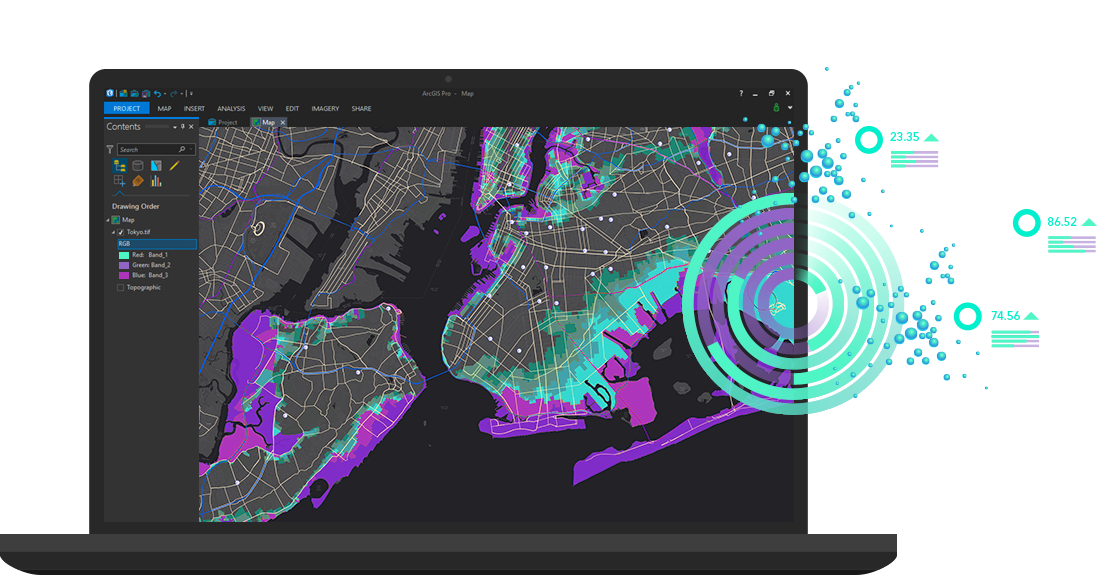 ArcGIS Pro - Map
?
PROJECT MAP INSERT ANALYSIS VIEW EDIT IMAGERY SHARE
Contents
Project Map
Search
Drawing Order
Map
Tokyo.tif
RGB
Red: Band_1
Green: Band_2
Blue: Band_3
Topographic
23.35
86.52
74.56